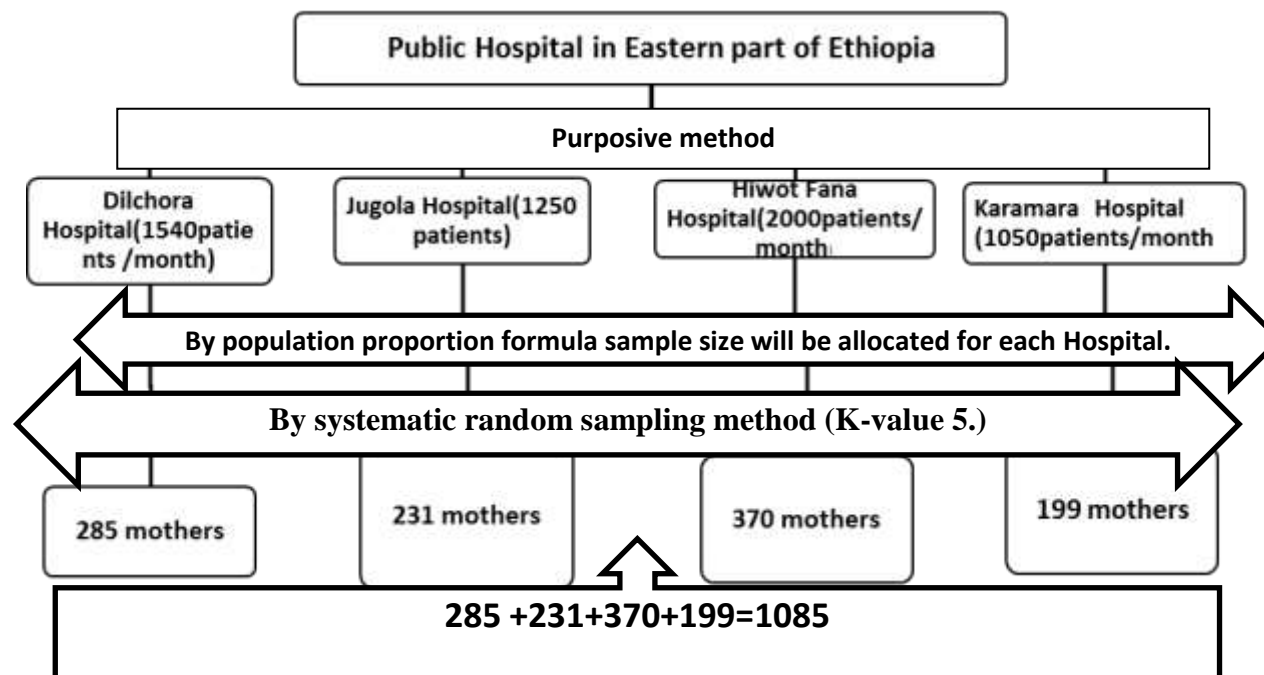 Public Hospital in Eastern part of Ethiopia
Purposive method
Dilchora
Hospital(1540patie
nts /month)
Jugola Hospital(1250
patients)
Hiwot Fana
Hospital(2000patients/
month
Karamara Hospital
(1050patients/month
By population proportion formula sample size will be allocated for each Hospital.
By systematic random sampling method (K-value 5.)
285 mothers
231 mothers
370 mothers
199 mothers
285 +231+370+199=1085